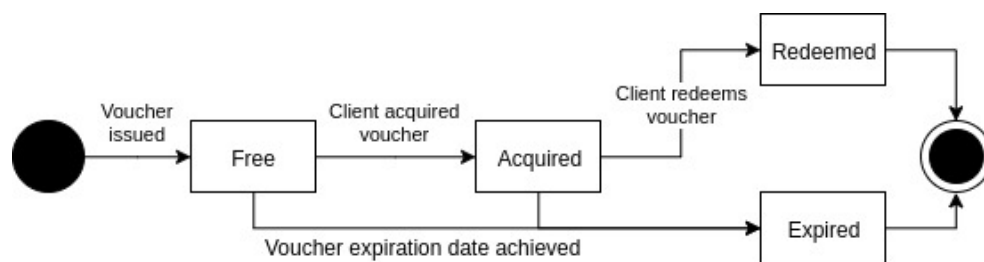 Voucher
issued
Free
Client acquired
voucher
Acquired
Client redeems
voucher
Redeemed
Voucher expiration date achieved
Expired